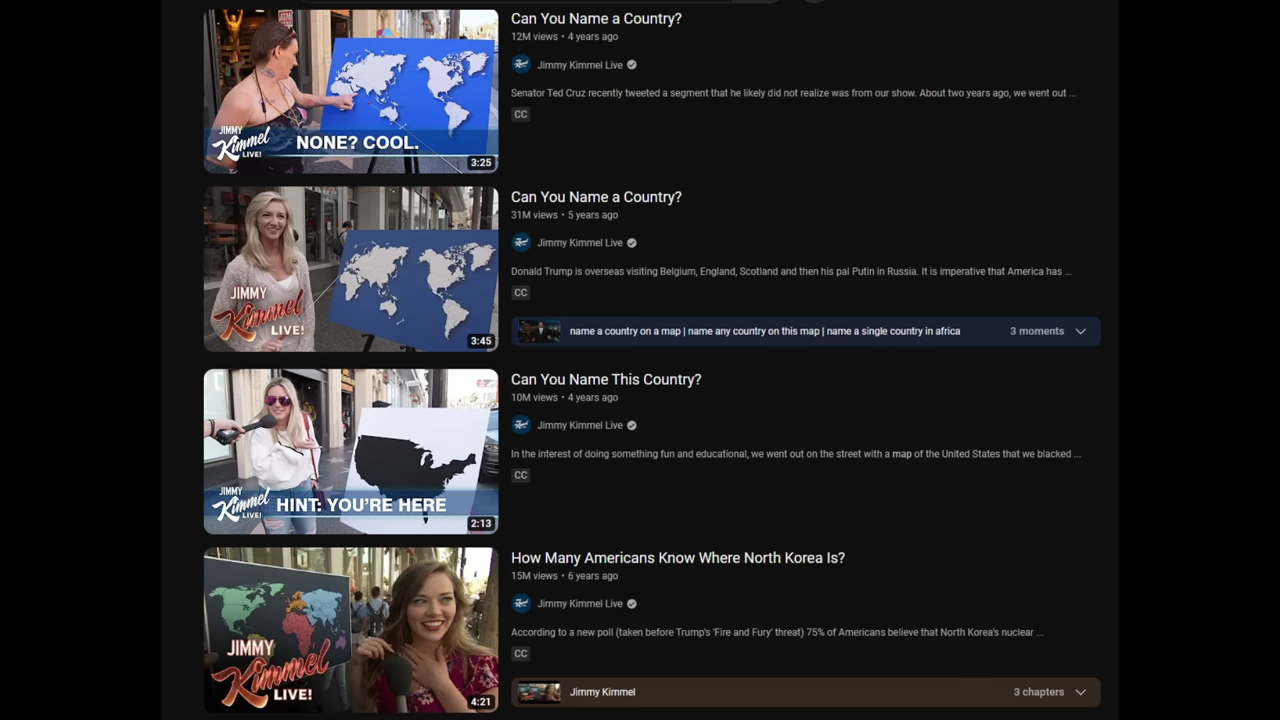 Can You Name a Country?
12M views • 4 years ago
Jimmy Kimmel Live
Senator Ted Cruz recently tweeted a segment that he likely did not realize was from our show. About two years ago, we went out ...
CC
ATM
JIMMY
Kimmel
LIVE!
NONE? COOL.
3:25
Can You Name a Country?
31M views • 5 years ago
Jimmy Kimmel Live
Donald Trump is overseas visiting Belgium, England, Scotland and then his pal Putin in Russia. It is imperative that America has ...
CC
name a country on a map | name any country on this map | name a single country in africa
3 moments
JIMMY
Kimmel
LIVE!
3:45
Can You Name This Country?
10M views • 4 years ago
Jimmy Kimmel Live
In the interest of doing something fun and educational, we went out on the street with a map of the United States that we blacked ...
CC
JIMMY
Kimmel
LIVE!
HINT: YOU'RE HERE
2:13
How Many Americans Know Where North Korea Is?
15M views • 6 years ago
Jimmy Kimmel Live
According to a new poll (taken before Trump's 'Fire and Fury' threat) 75% of Americans believe that North Korea's nuclear ...
CC
Jimmy Kimmel
3 chapters
JIMMY
Kimmel
LIVE!
4:21